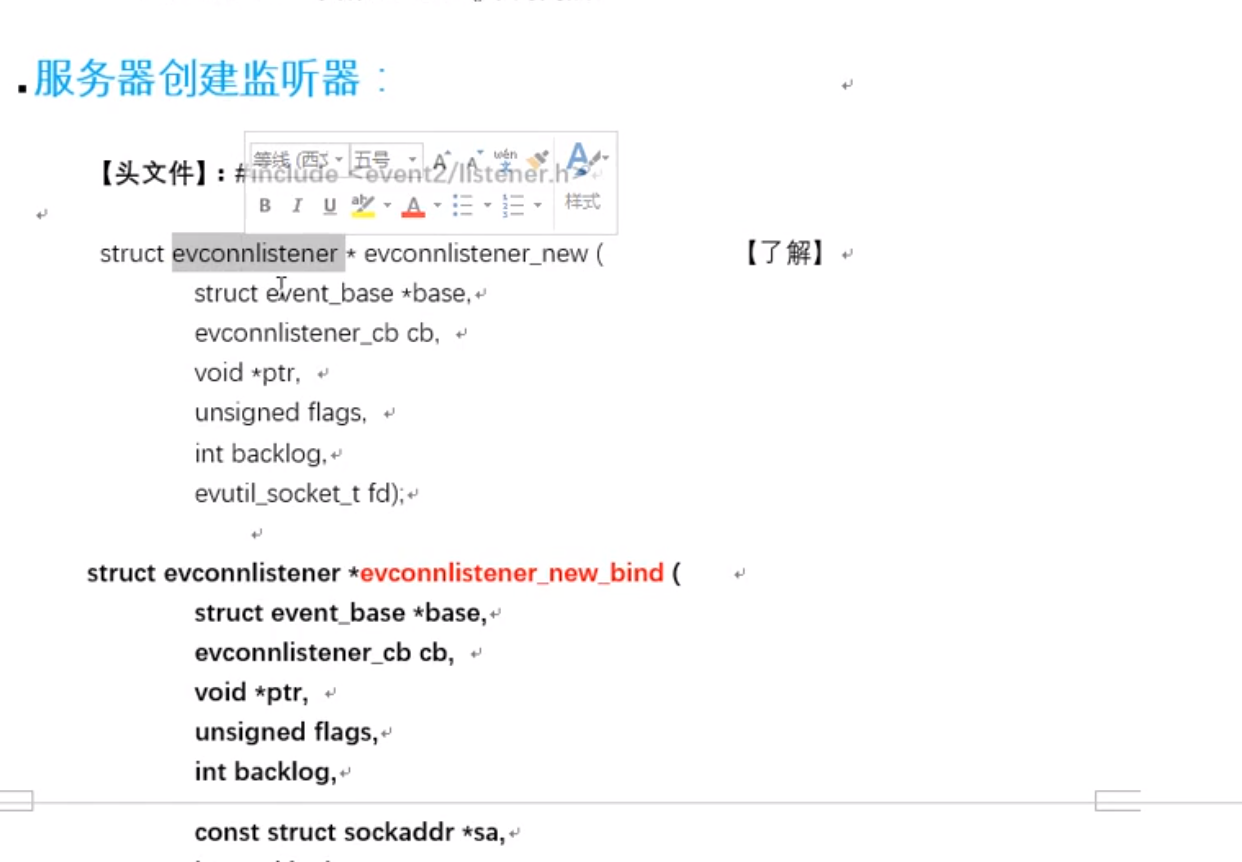 服务器创建监听器：
等线 (西 五号 A A wén 文 A
【头文件】: #include <event2/listener.h>
B I U ab A 样式
struct evconnlistener * evconnlistener_new ( 【了解】
struct event_base *base,
evconnlistener_cb cb,
void *ptr,
unsigned flags,
int backlog,
evutil_socket_t fd);
struct evconnlistener *evconnlistener_new_bind (
struct event_base *base,
evconnlistener_cb cb,
void *ptr,
unsigned flags,
int backlog,
const struct sockaddr *sa,